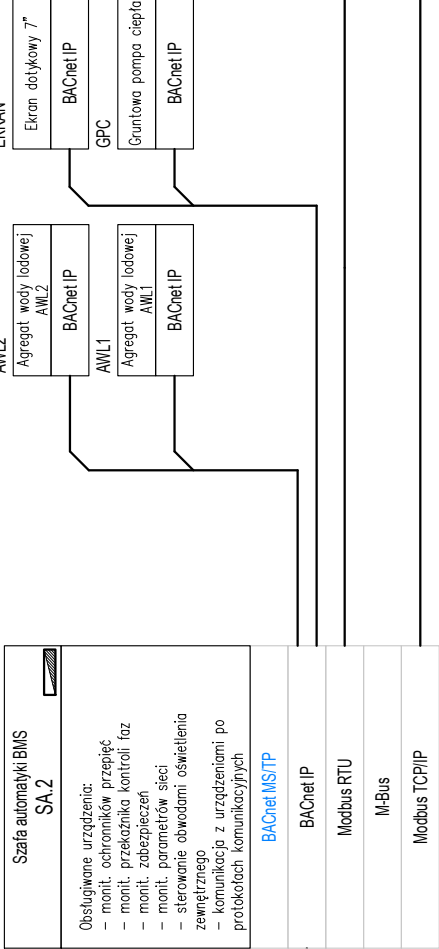 Szafa automatyki BMS
SA.2
Obsługiwane urządzenia:
– monit. ochronników przepięć
– monit. przekaźnika kontroli faz
– monit. zabezpieczeń
– monit. parametrów sieci
– sterowanie obwodami oświetlenia
zewnętrznego
– komunikacja z urządzeniami po
protokołach komunikacyjnych
BACnet MS/TP
BACnet IP
Modbus RTU
M-Bus
Modbus TCP/IP
AWL2
Agregat wody lodowej
AWL2
BACnet IP
AWL1
Agregat wody lodowej
AWL1
BACnet IP
EKRAN
Ekran dotykowy 7"
BACnet IP
GPC
Gruntowa pompa ciepła
BACnet IP